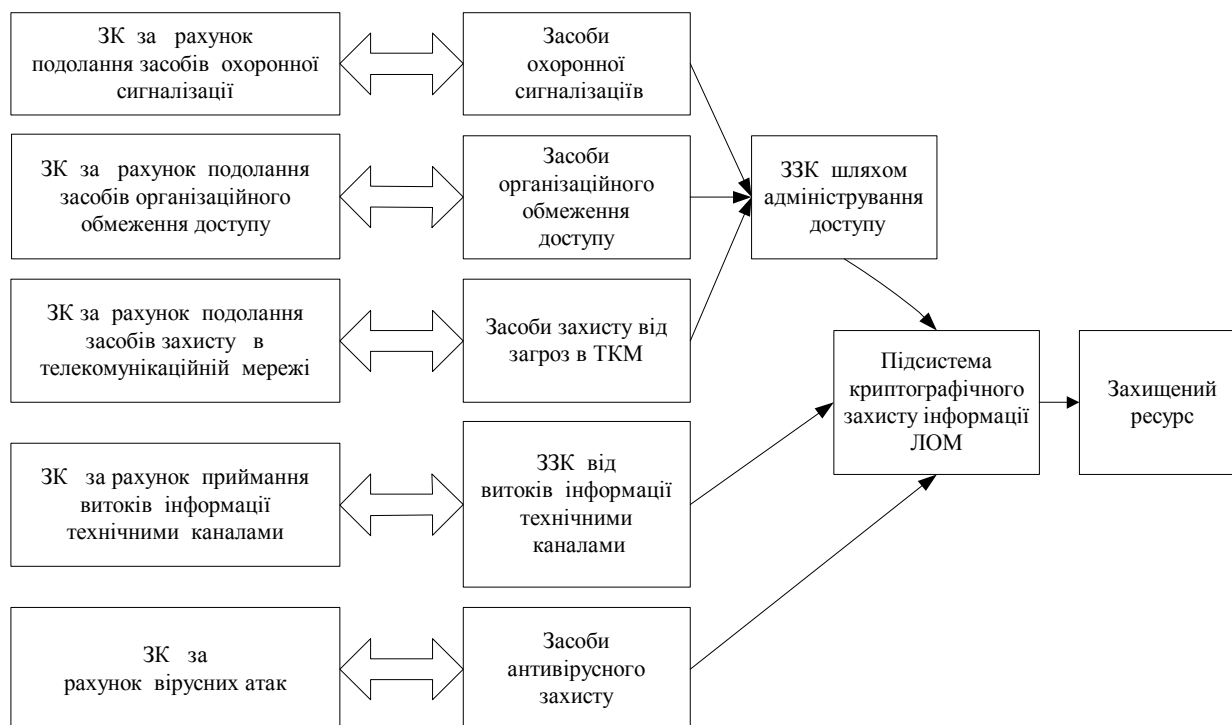 ЗК за рахунок
подолання засобів охоронної
сигналізації
Засоби
охоронної
сигналізаціїв
ЗК за рахунок подолання
засобів організаційного
обмеження доступу
Засоби
організаційного
обмеження
доступу
ЗЗК шляхом
адміністрування
доступу
ЗК за рахунок подолання
засобів захисту в
телекомунікаційній мережі
Засоби захисту від
загроз в ТКМ
Підсистема
криптографічного
захисту інформації
ЛОМ
Захищений
ресурс
ЗК за рахунок приймання
витоків інформації
технічними каналами
ЗЗК від
витоків інформації
технічними
каналами
ЗК за
рахунок вірусних атак
Засоби
антивірусного
захисту